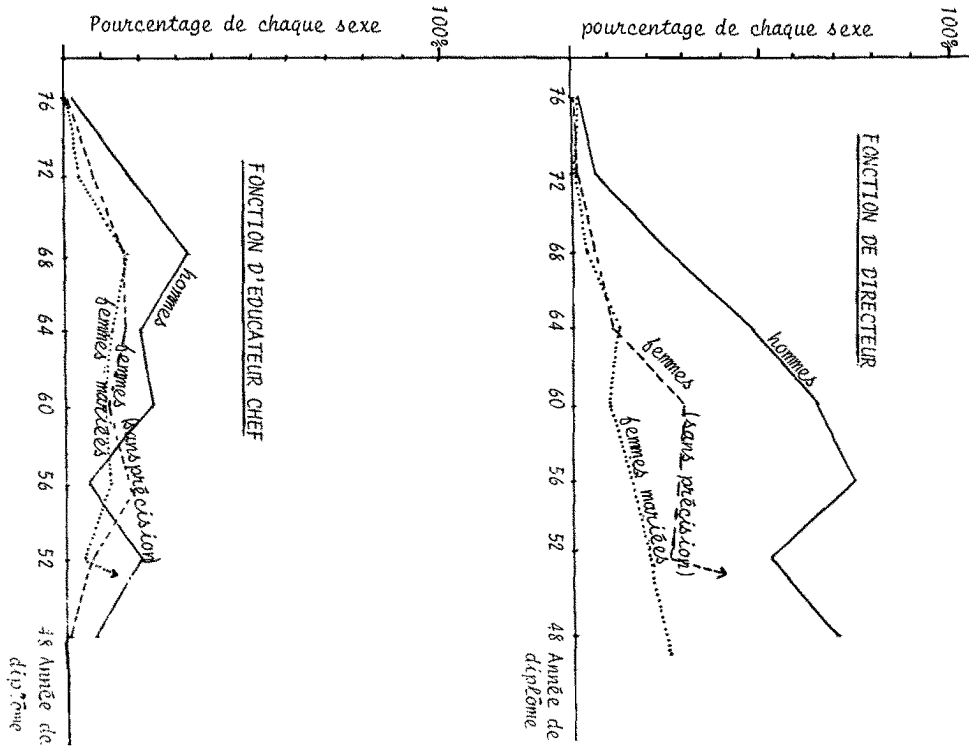 Pourcentage de chaque sexe
100%
76
72
68
64
60
56
52
48
Année de
diplôme
FONCTION D'EDUCATEUR CHEF
hommes
femmes (sans précision)
femmes mariées
pourcentage de chaque sexe
100%
76
72
68
64
60
56
52
48
Année de
diplôme
FONCTION DE DIRECTEUR
hommes
femmes (sans précision)
femmes mariées